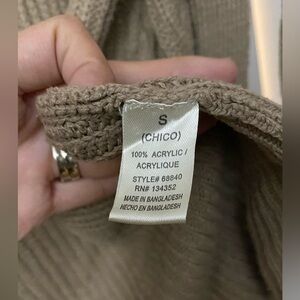 S
(CHICO)
100% ACRYLIC /
ACRYLIQUE
STYLE# 68840
RN# 134352
MADE IN BANGLADESH
HECHO EN BANGLADESH